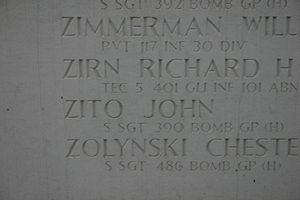 S SGT 392 BOMB GP (H)
ZIMMERMAN WILL
PVT 117 INF 30 DIV
ZIRN RICHARD H
TEC 5 401 GLI INF 101 ABN
ZITO JOHN
S SGT 390 BOMB GP (H)
ZOLYNSKI CHESTE
S SGT 486 BOMB GP (H)